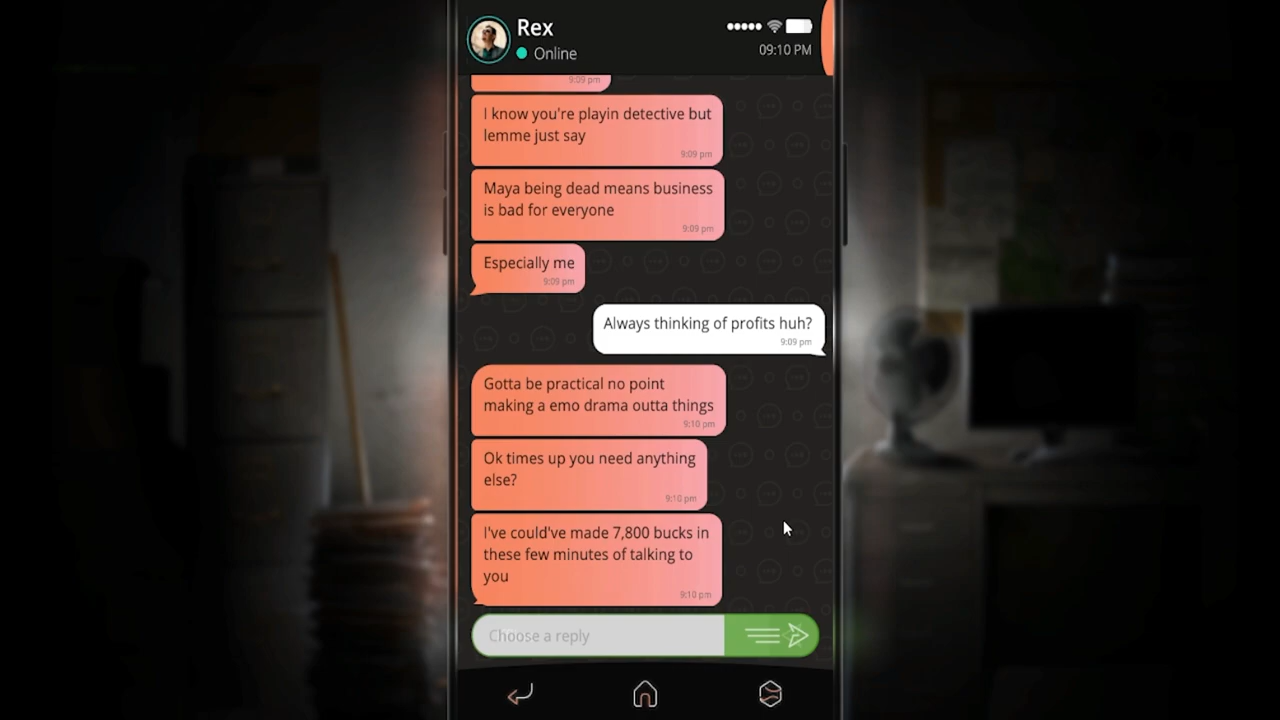 Rex
Online
09:10 PM
9:09 pm
I know you're playin detective but
lemme just say
9:09 pm
Maya being dead means business
is bad for everyone
9:09 pm
Especially me
9:09 pm
Always thinking of profits huh?
9:09 pm
Gotta be practical no point
making a emo drama outta things
9:10 pm
Ok times up you need anything
else?
9:10 pm
I've could've made 7,800 bucks in
these few minutes of talking to
you
9:10 pm
Choose a reply